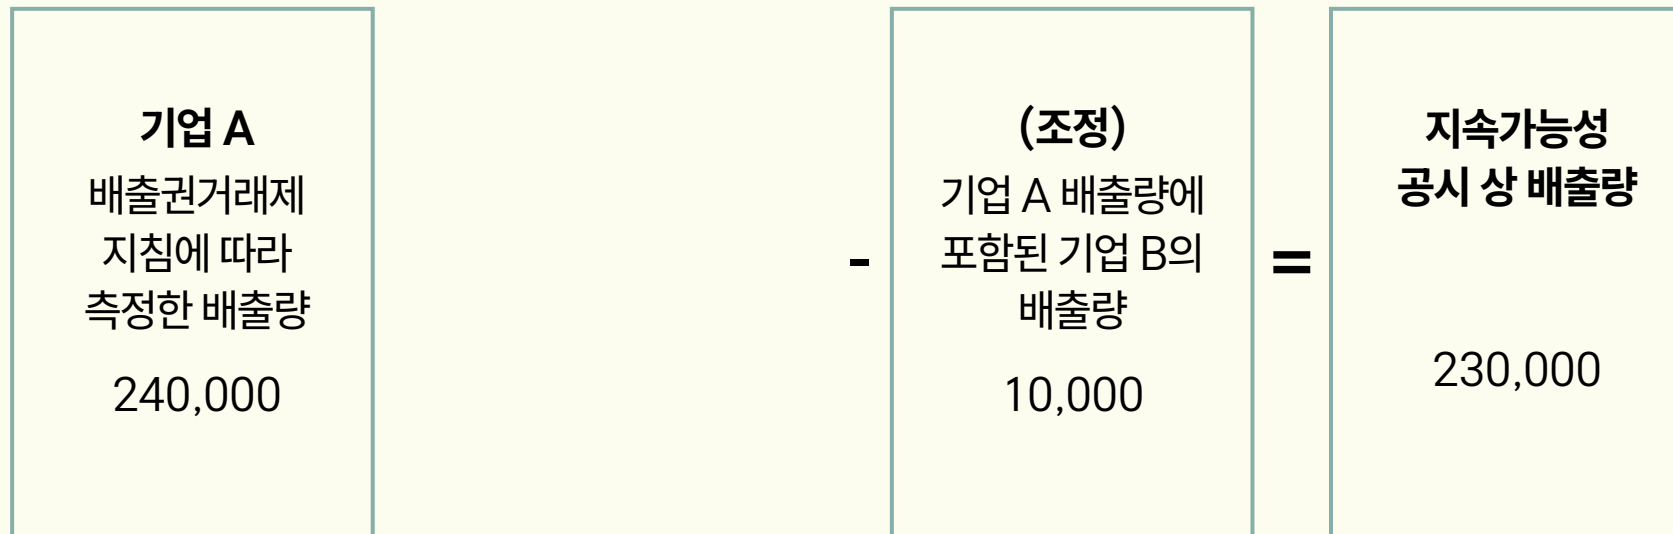 기업 A
배출권거래제
지침에 따라
측정한 배출량
240,000
-
(조정)
기업 A 배출량에
포함된 기업 B의
배출량
10,000
=
지속가능성
공시 상 배출량
230,000